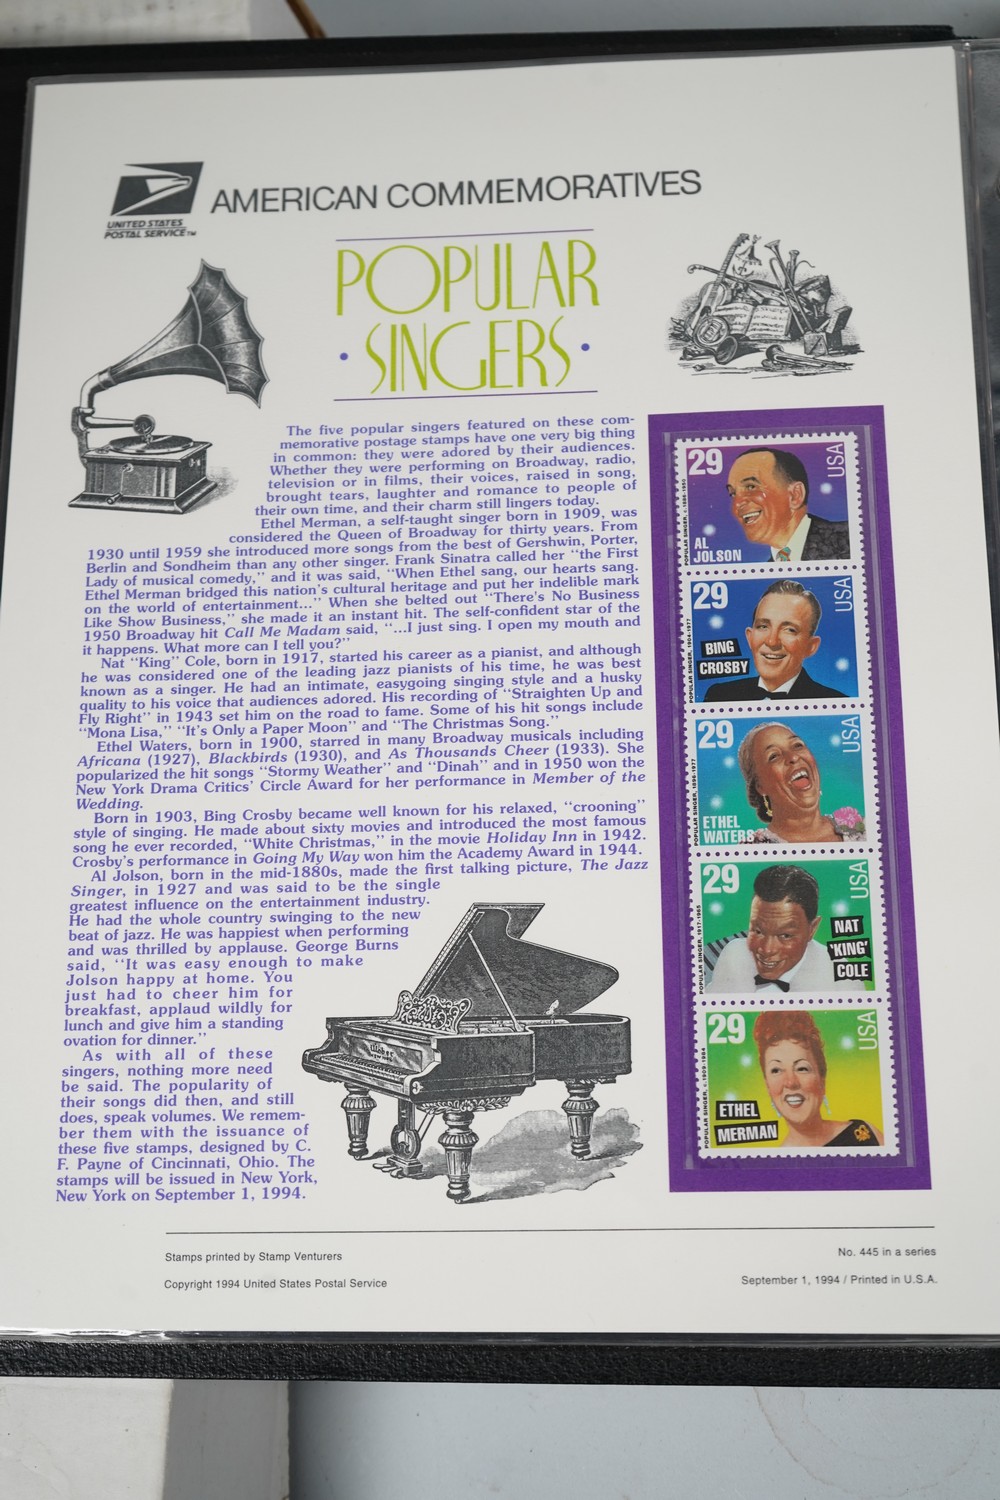 UNITED STATES
POSTAL SERVICE™
AMERICAN COMMEMORATIVES
POPULAR
• SINGERS •
The five popular singers featured on these com-
memorative postage stamps have one very big thing
in common: they were adored by their audiences.
Whether they were performing on Broadway, radio,
television or in films, their voices, raised in song,
brought tears, laughter and romance to people of
their own time, and their charm still lingers today.
Ethel Merman, a self-taught singer born in 1909, was
considered the Queen of Broadway for thirty years. From
1930 until 1959 she introduced more songs from the best of Gershwin, Porter,
Berlin and Sondheim than any other singer. Frank Sinatra called her "the First
Lady of musical comedy," and it was said, "When Ethel sang, our hearts sang.
Ethel Merman bridged this nation's cultural heritage and put her indelible mark
on the world of entertainment..." When she belted out "There's No Business
Like Show Business," she made it an instant hit. The self-confident star of the
1950 Broadway hit Call Me Madam said, "...I just sing. I open my mouth and
it happens. What more can I tell you?"
Nat "King" Cole, born in 1917, started his career as a pianist, and although
he was considered one of the leading jazz pianists of his time, he was best
known as a singer. He had an intimate, easygoing singing style and a husky
quality to his voice that audiences adored. His recording of "Straighten Up and
Fly Right" in 1943 set him on the road to fame. Some of his hit songs include
"Mona Lisa," "It's Only a Paper Moon" and "The Christmas Song."
Ethel Waters, born in 1900, starred in many Broadway musicals including
Africana (1927), Blackbirds (1930), and As Thousands Cheer (1933). She
popularized the hit songs "Stormy Weather" and "Dinah" and in 1950 won the
New York Drama Critics' Circle Award for her performance in Member of the
Wedding.
Born in 1903, Bing Crosby became well known for his relaxed, "crooning"
style of singing. He made about sixty movies and introduced the most famous
song he ever recorded, "White Christmas," in the movie Holiday Inn in 1942.
Crosby's performance in Going My Way won him the Academy Award in 1944.
Al Jolson, born in the mid-1880s, made the first talking picture, The Jazz
Singer, in 1927 and was said to be the single
greatest influence on the entertainment industry.
He had the whole country swinging to the new
beat of jazz. He was happiest when performing
and was thrilled by applause. George Burns
said, "It was easy enough to make
Jolson happy at home. You
just had to cheer him for
breakfast, applaud wildly for
lunch and give him a standing
ovation for dinner."
As with all of these
singers, nothing more need
be said. The popularity of
their songs did then, and still
does, speak volumes. We remem-
ber them with the issuance of
these five stamps, designed by C.
F. Payne of Cincinnati, Ohio. The
stamps will be issued in New York,
New York on September 1, 1994.
Weber
NEW YORK
29
USA
AL
JOLSON
POPULAR SINGER, c. 1886-1950
29
USA
BING
CROSBY
POPULAR SINGER, 1904-1977
29
USA
ETHEL
WATERS
POPULAR SINGER, 1896-1977
29
USA
NAT
'KING'
COLE
POPULAR SINGER, 1917-1965
29
USA
ETHEL
MERMAN
POPULAR SINGER, c. 1909-1984
Stamps printed by Stamp Venturers
Copyright 1994 United States Postal Service
No. 445 in a series
September 1, 1994 / Printed in U.S.A.